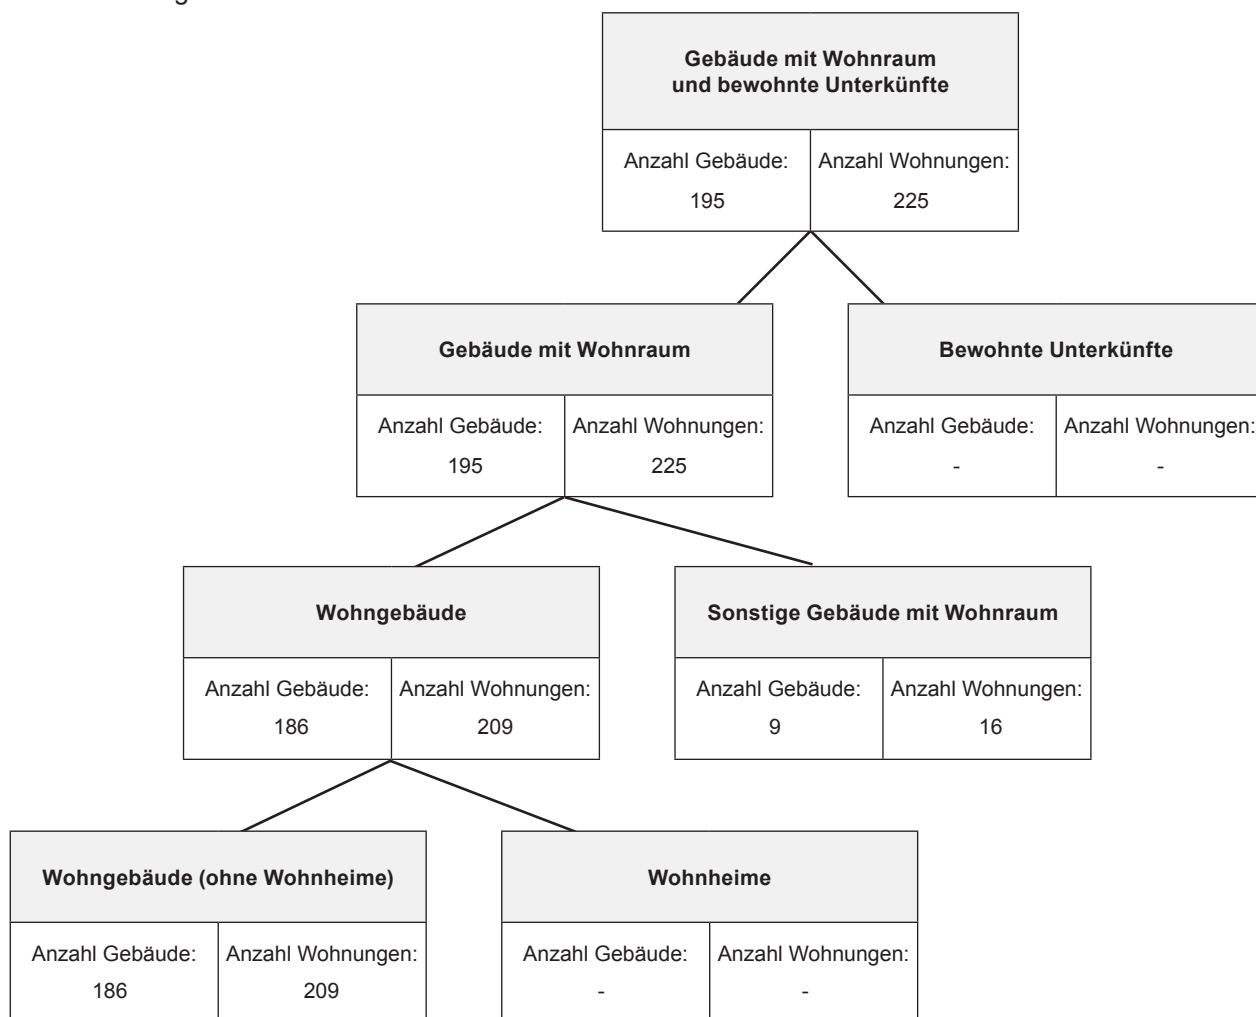 Gebäude mit Wohnraum
und bewohnte Unterkünfte
Anzahl Gebäude: Anzahl Wohnungen:
195 225
Gebäude mit Wohnraum Bewohnte Unterkünfte
Anzahl Gebäude: Anzahl Wohnungen: Anzahl Gebäude: Anzahl Wohnungen:
195 225 - -
Wohngebäude Sonstige Gebäude mit Wohnraum
Anzahl Gebäude: Anzahl Wohnungen: Anzahl Gebäude: Anzahl Wohnungen:
186 209 9 16
Wohngebäude (ohne Wohnheime) Wohnheime
Anzahl Gebäude: Anzahl Wohnungen: Anzahl Gebäude: Anzahl Wohnungen:
186 209 - -